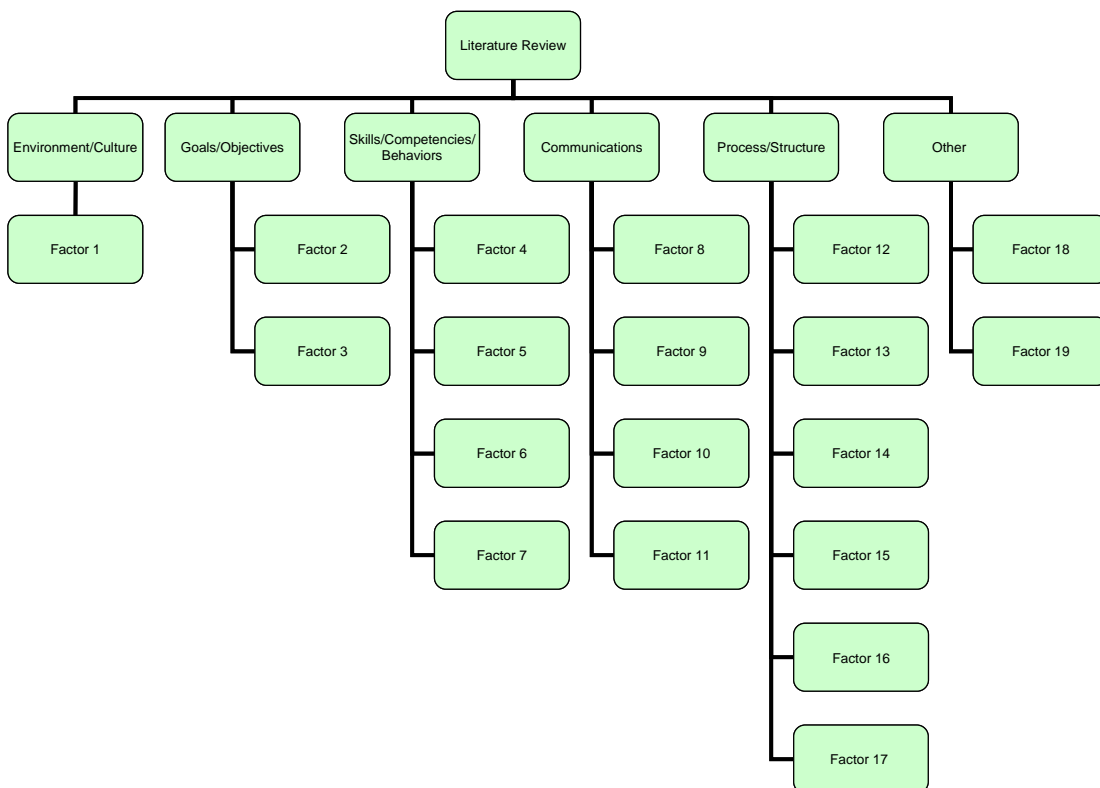 Literature Review
Environment/Culture
Goals/Objectives
Skills/Competencies/
Behaviors
Communications
Process/Structure
Other
Factor 1
Factor 2
Factor 4
Factor 8
Factor 12
Factor 18
Factor 3
Factor 5
Factor 9
Factor 13
Factor 19
Factor 6
Factor 10
Factor 14
Factor 7
Factor 11
Factor 15
Factor 16
Factor 17